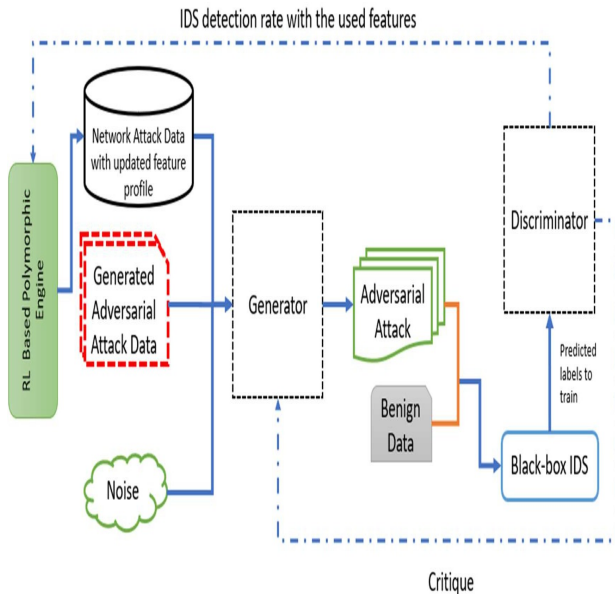 IDS detection rate with the used features
Network Attack Data
with updated feature
profile
RL Based Polymorphic
Engine
Generated
Adversarial
Attack Data
Noise
Generator
Adversarial
Attack
Benign
Data
Discriminator
Predicted
labels to
train
Black-box IDS
Critique